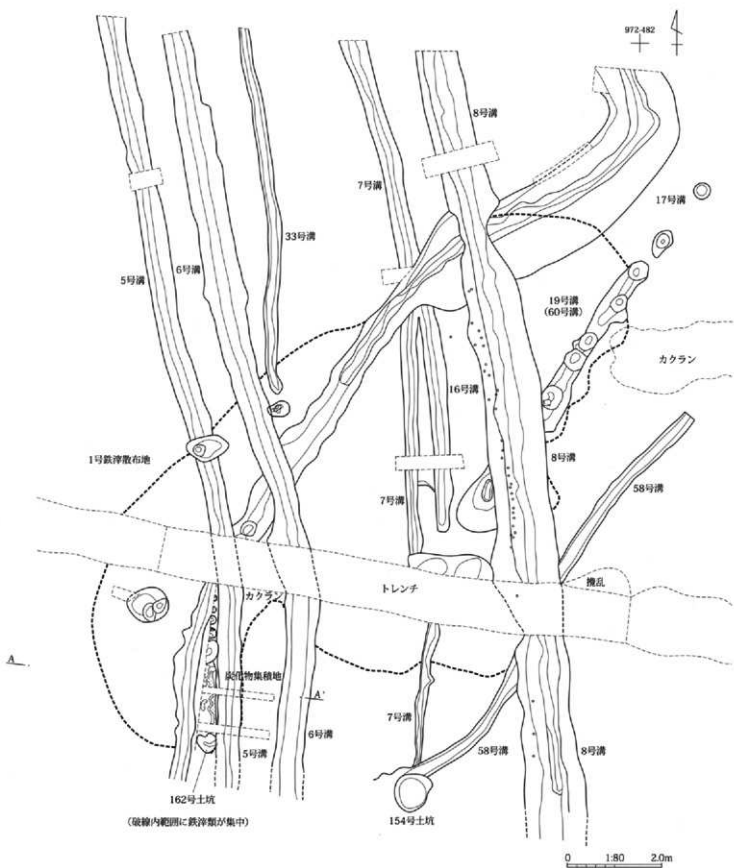 972-482
8号溝
7号溝
17号溝
33号溝
5号溝
6号溝
19号溝
(60号溝)
カクラン
16号溝
1号鉄滓散布地
8号溝
58号溝
7号溝
トレンチ
撹乱
カクラン
A
炭化物集積地
A'
7号溝
6号溝
58号溝
8号溝
5号溝
162号土坑
154号土坑
(破線内範囲に鉄滓類が集中)
0 1:80 2.0m